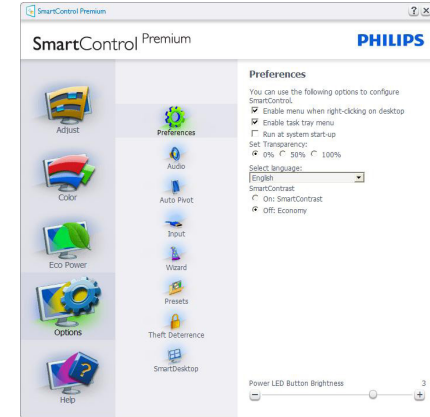 SmartControl Premium
SmartControl Premium
PHILIPS
Adjust
Color
Eco Power
Options
Help
Preferences
Audio
Auto Pivot
Input
Wizard
Presets
Theft Deterrence
SmartDesktop
Preferences
You can use the following options to configure
SmartControl.
Enable menu when right-clicking on desktop
Enable task tray menu
Run at system start-up
Set Transparency:
0% 50% 100%
Select language:
English
SmartContrast
On: SmartContrast
Off: Economy
Power LED Button Brightness 3